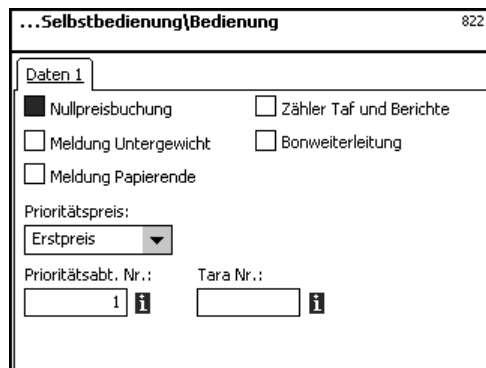 ...Selbstbedienung\Bedienung 822
Daten 1
Nullpreisbuchung Zähler Taf und Berichte
Meldung Untergewicht Bonweiterleitung
Meldung Papierende
Prioritätspreis:
Erstpreis
Prioritätsabt. Nr.: Tara Nr.:
1 i i